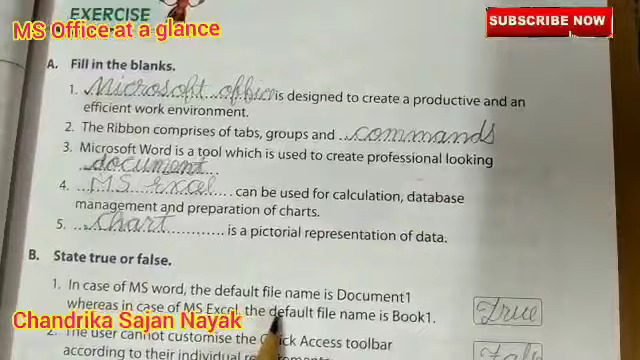 EXERCISE
MS Office at a glance
SUBSCRIBE NOW
A. Fill in the blanks.
1. Microsoft office is designed to create a productive and an
efficient work environment.
2. The Ribbon comprises of tabs, groups and commands
3. Microsoft Word is a tool which is used to create professional looking
document
4. MS Excel can be used for calculation, database
management and preparation of charts.
5. chart is a pictorial representation of data.
B. State true or false.
1. In case of MS word, the default file name is Document1
whereas in case of MS Excel, the default file name is Book1. True
Chandrika Sajan Nayak
2. The user cannot customise the Quick Access toolbar
according to their individual